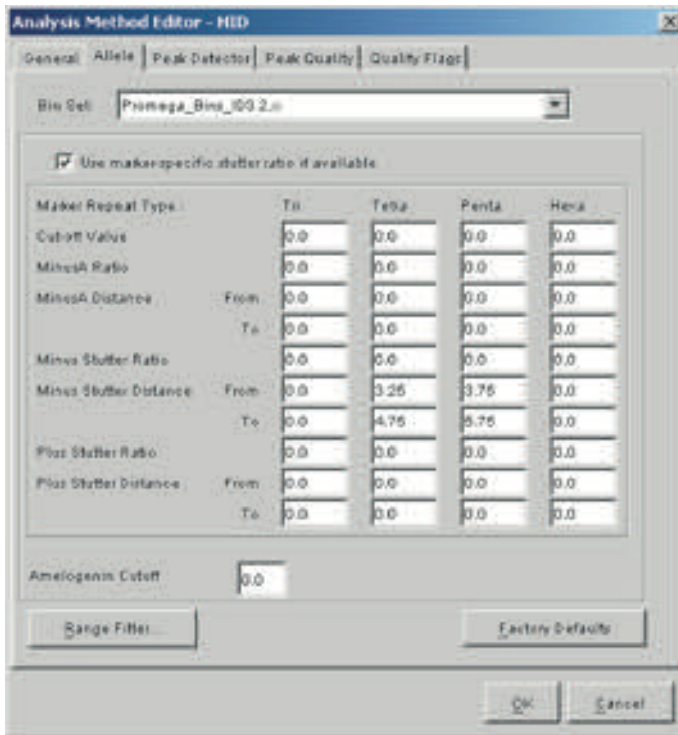 Analysis Method Editor - HID
General Allele Peak Detector Peak Quality Quality Flags
Bin Set:
Use marker-specific stutter ratio if available
Marker Repeat Type : Tri Tetra Penta Hexa
Cut-off Value 0.0 0.0 0.0 0.0
MinusA Ratio 0.0 0.0 0.0 0.0
MinusA Distance From 0.0 0.0 0.0 0.0
To 0.0 0.0 0.0 0.0
Minus Stutter Ratio 0.0 0.0 0.0 0.0
Minus Stutter Distance From 0.0 3.25 3.75 0.0
To 0.0 4.75 5.75 0.0
Plus Stutter Ratio 0.0 0.0 0.0 0.0
Plus Stutter Distance From 0.0 0.0 0.0 0.0
To 0.0 0.0 0.0 0.0
Amelogenin Cutoff 0.0
Range Filter... Factory Defaults
OK Cancel